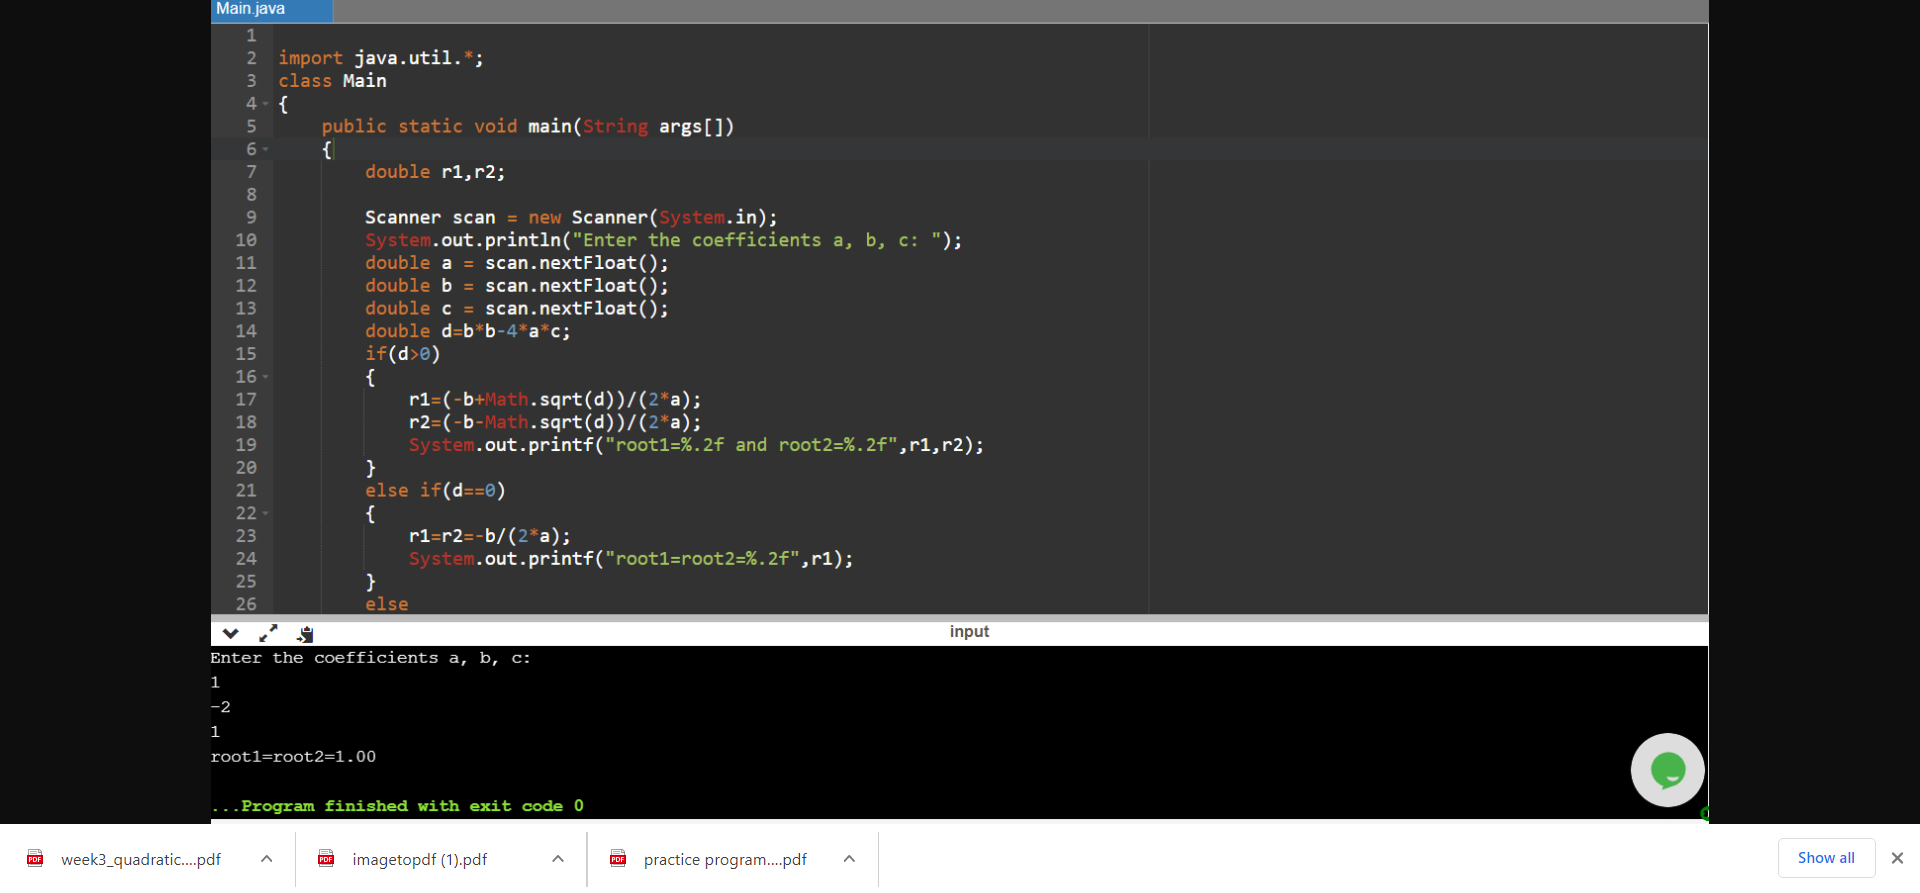 Main.java
1
2 import java.util.*;
3 class Main
4 {
5     public static void main(String args[])
6     {
7         double r1,r2;
8
9         Scanner scan = new Scanner(System.in);
10         System.out.println("Enter the coefficients a, b, c: ");
11         double a = scan.nextFloat();
12         double b = scan.nextFloat();
13         double c = scan.nextFloat();
14         double d=b*b-4*a*c;
15         if(d>0)
16         {
17             r1=(-b+Math.sqrt(d))/(2*a);
18             r2=(-b-Math.sqrt(d))/(2*a);
19             System.out.printf("root1=%.2f and root2=%.2f",r1,r2);
20         }
21         else if(d==0)
22         {
23             r1=r2=-b/(2*a);
24             System.out.printf("root1=root2=%.2f",r1);
25         }
26         else
input
Enter the coefficients a, b, c:
1
-2
1
root1=root2=1.00
...Program finished with exit code 0
week3_quadratic....pdf imagetopdf (1).pdf practice program....pdf Show all